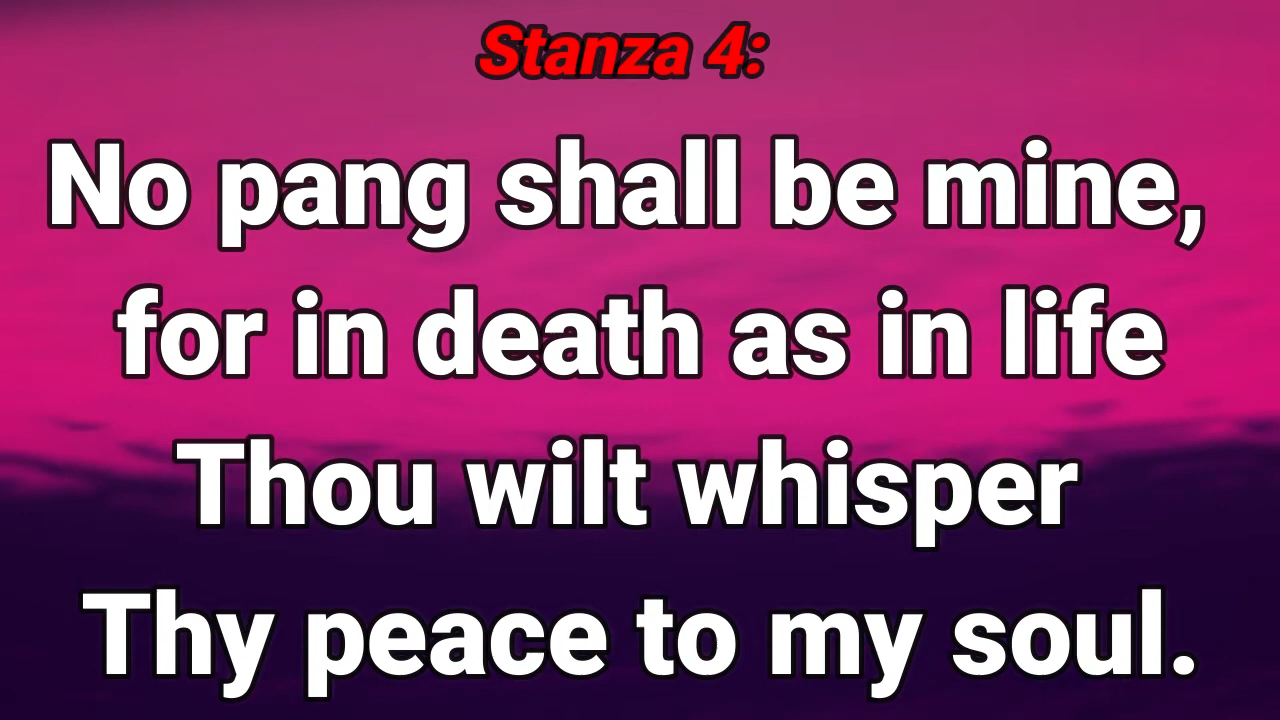 Stanza 4:
No pang shall be mine,
for in death as in life
Thou wilt whisper
Thy peace to my soul.